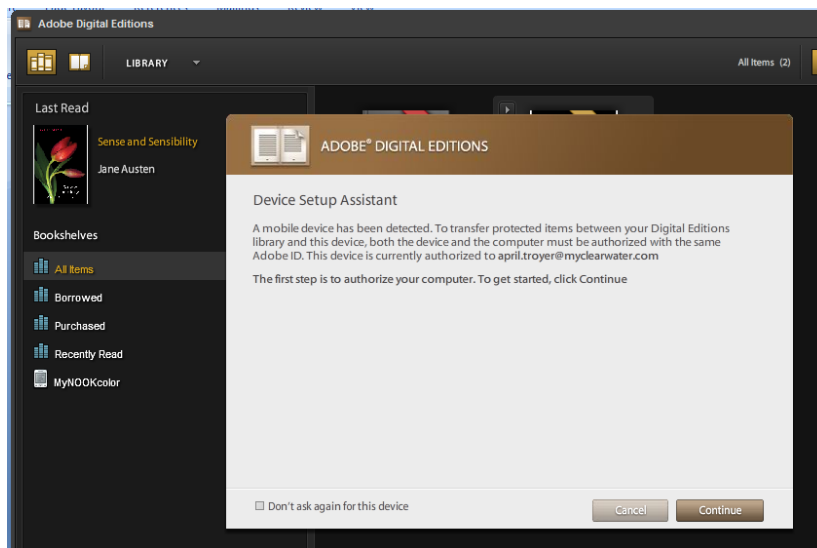 Adobe Digital Editions
LIBRARY
All Items (2)
Last Read
Sense and Sensibility
Jane Austen
ADOBE® DIGITAL EDITIONS
Device Setup Assistant
A mobile device has been detected. To transfer protected items between your Digital Editions
library and this device, both the device and the computer must be authorized with the same
Adobe ID. This device is currently authorized to april.troyer@myclearwater.com
The first step is to authorize your computer. To get started, click Continue
Bookshelves
All Items
Borrowed
Purchased
Recently Read
MyNOOKcolor
Don't ask again for this device
Cancel
Continue